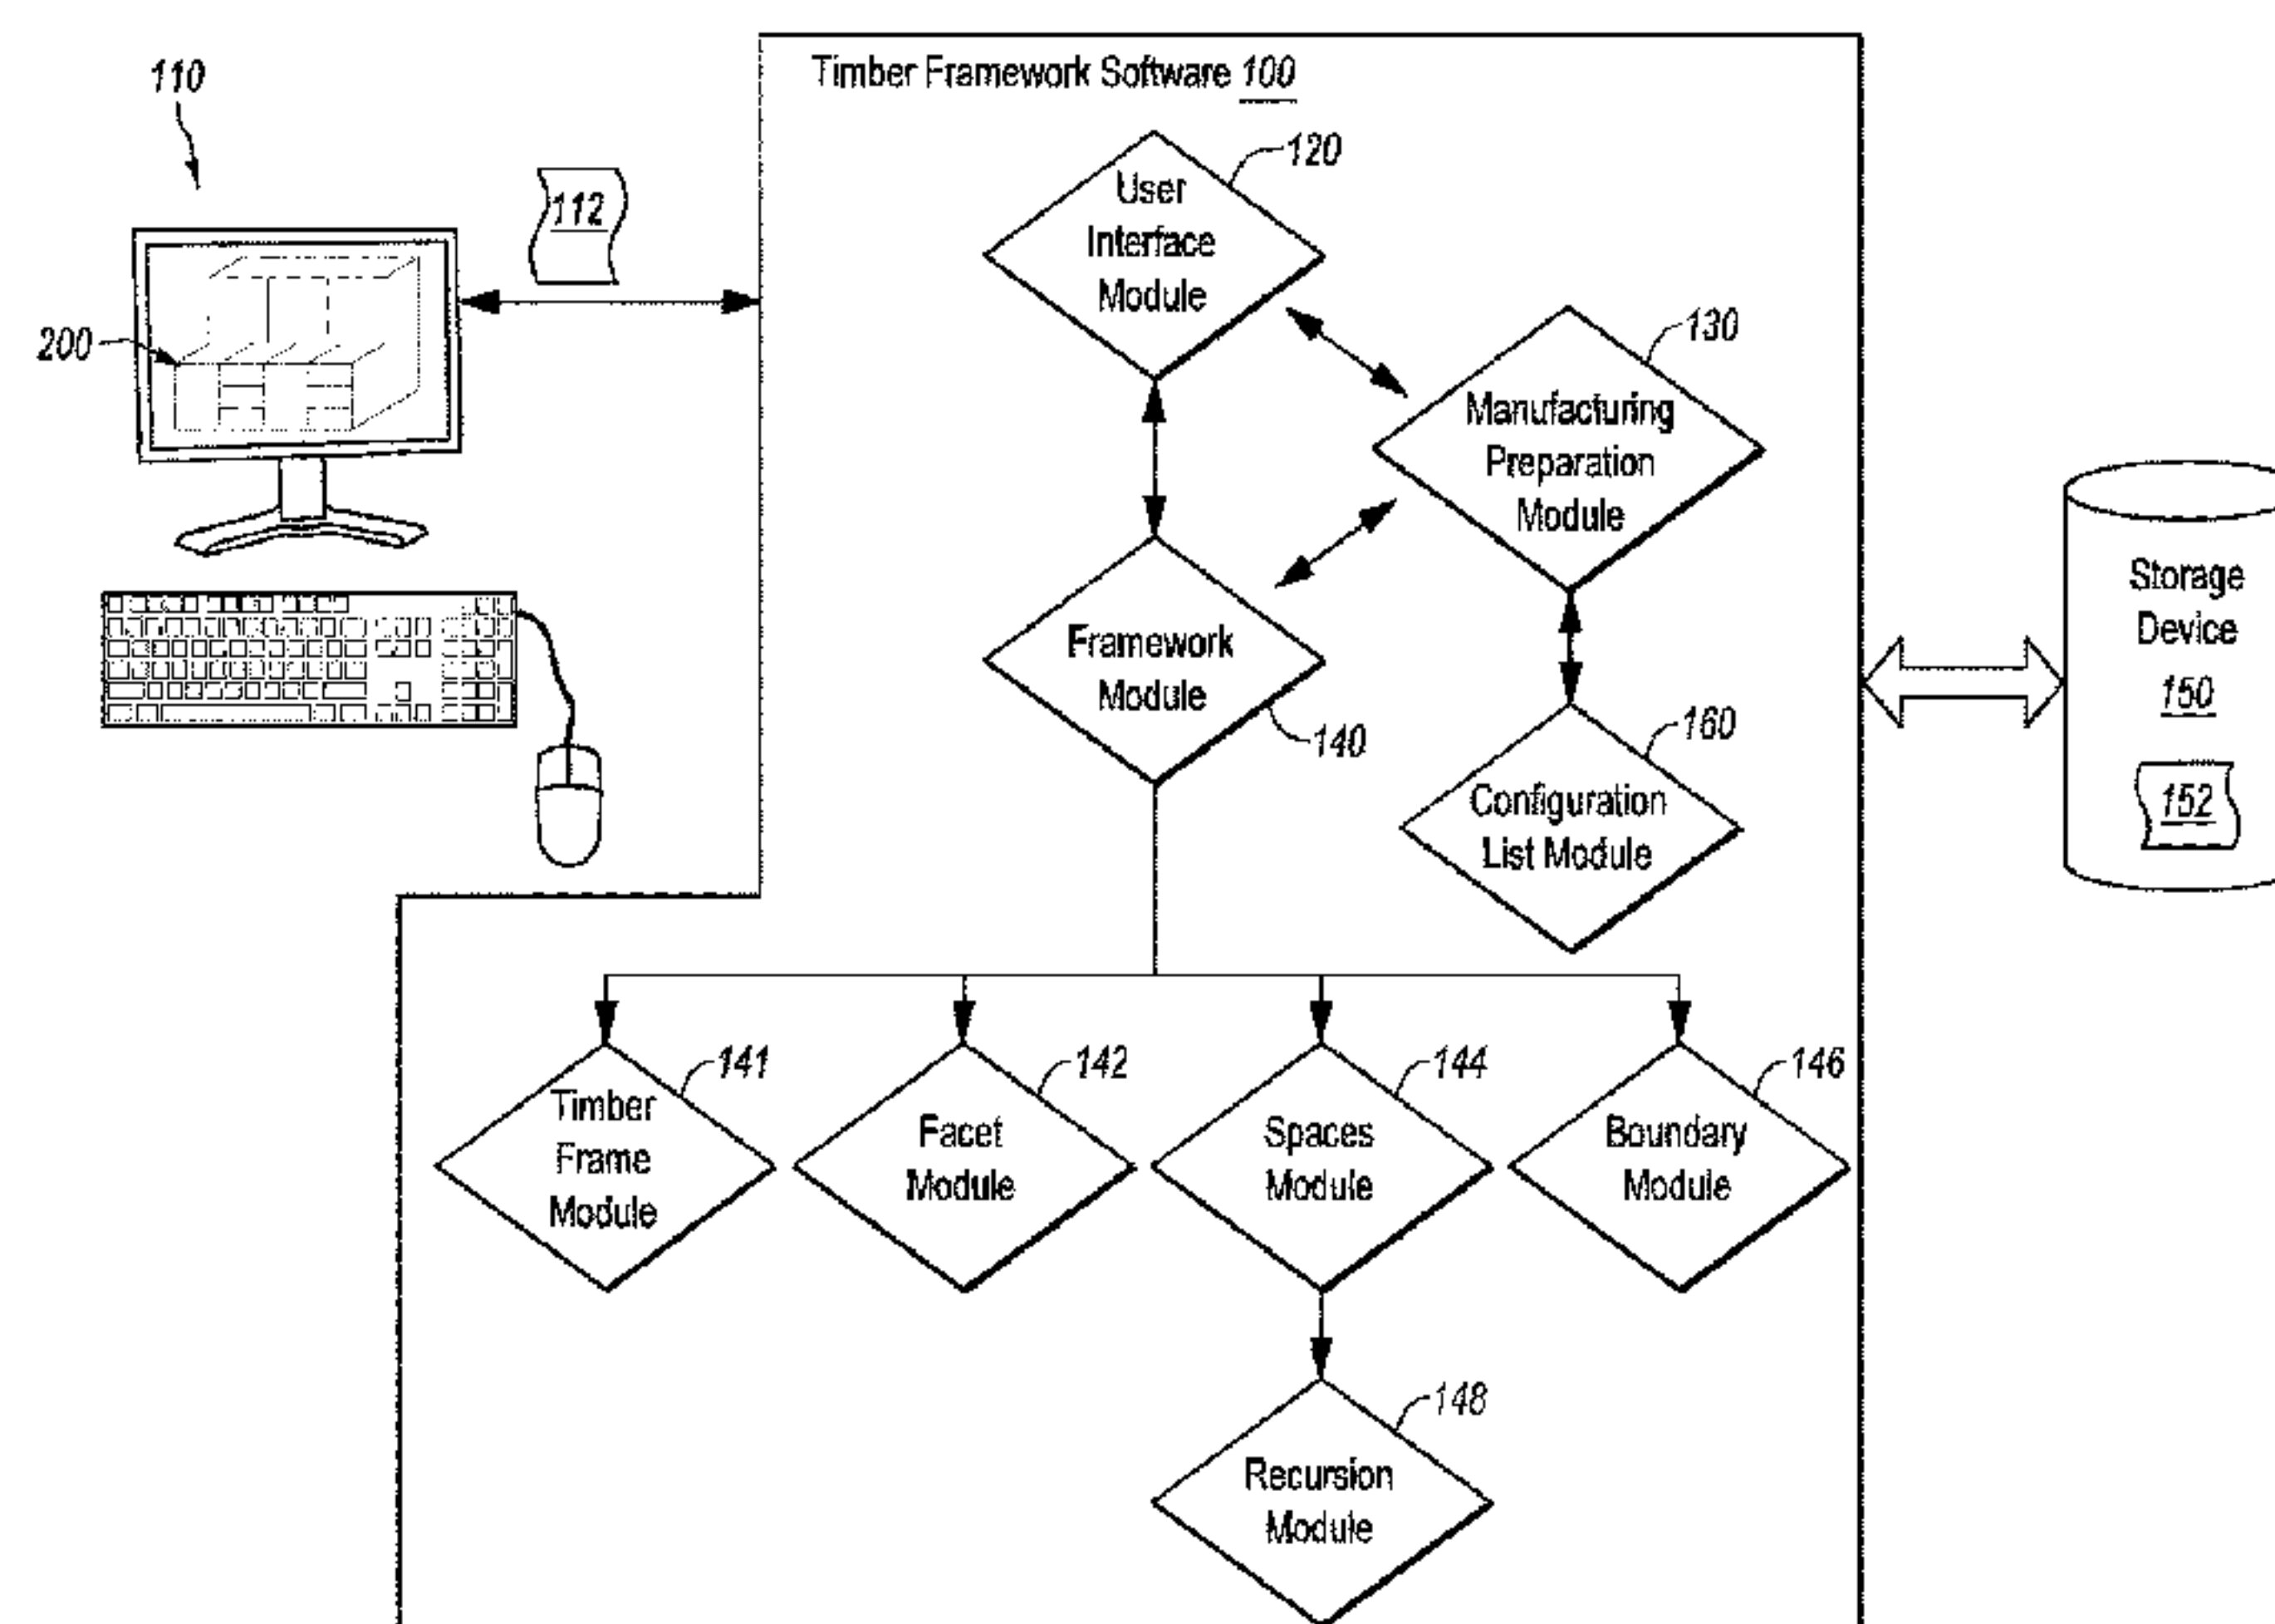 Timber Framework Software 100
110
112
200
120
User
Interface
Module
130
Manufacturing
Preparation
Module
Framework
Module
140
160
Configuration
List Module
Storage
Device
150
152
141
Timber
Frame
Module
142
Facet
Module
144
Spaces
Module
146
Boundary
Module
148
Recursion
Module